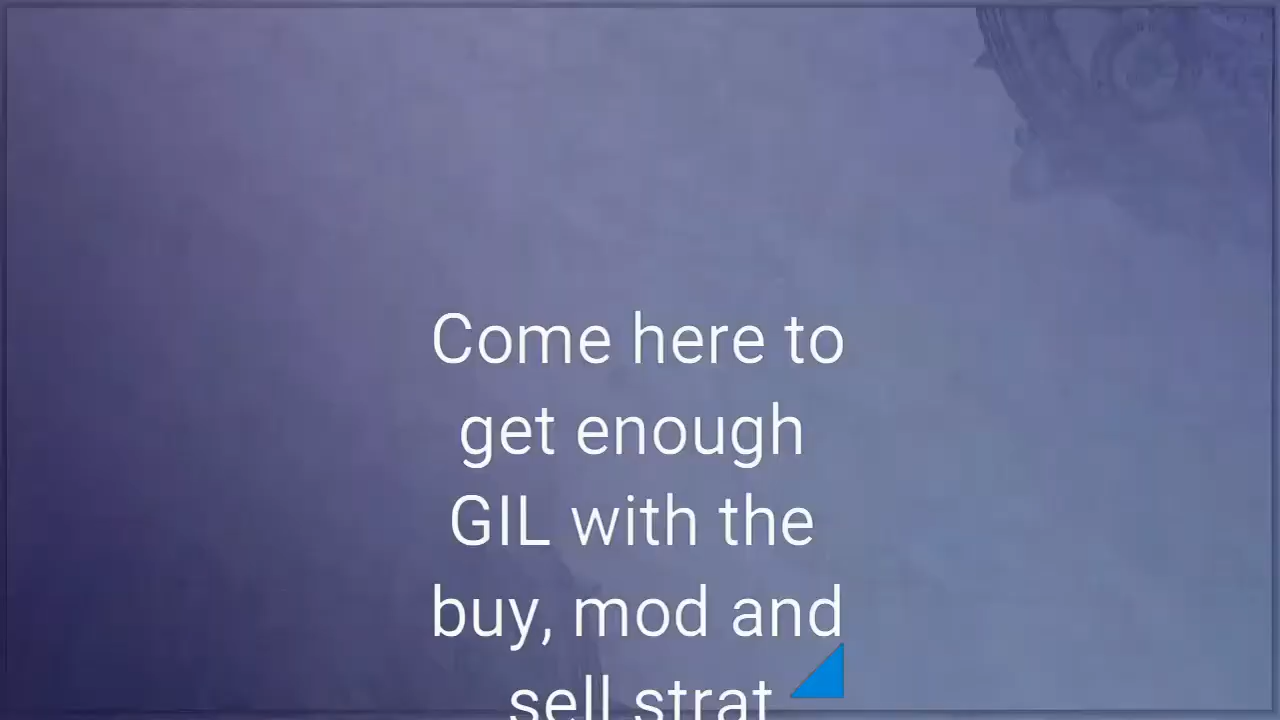 Come here to
get enough
GIL with the
buy, mod and
sell strat